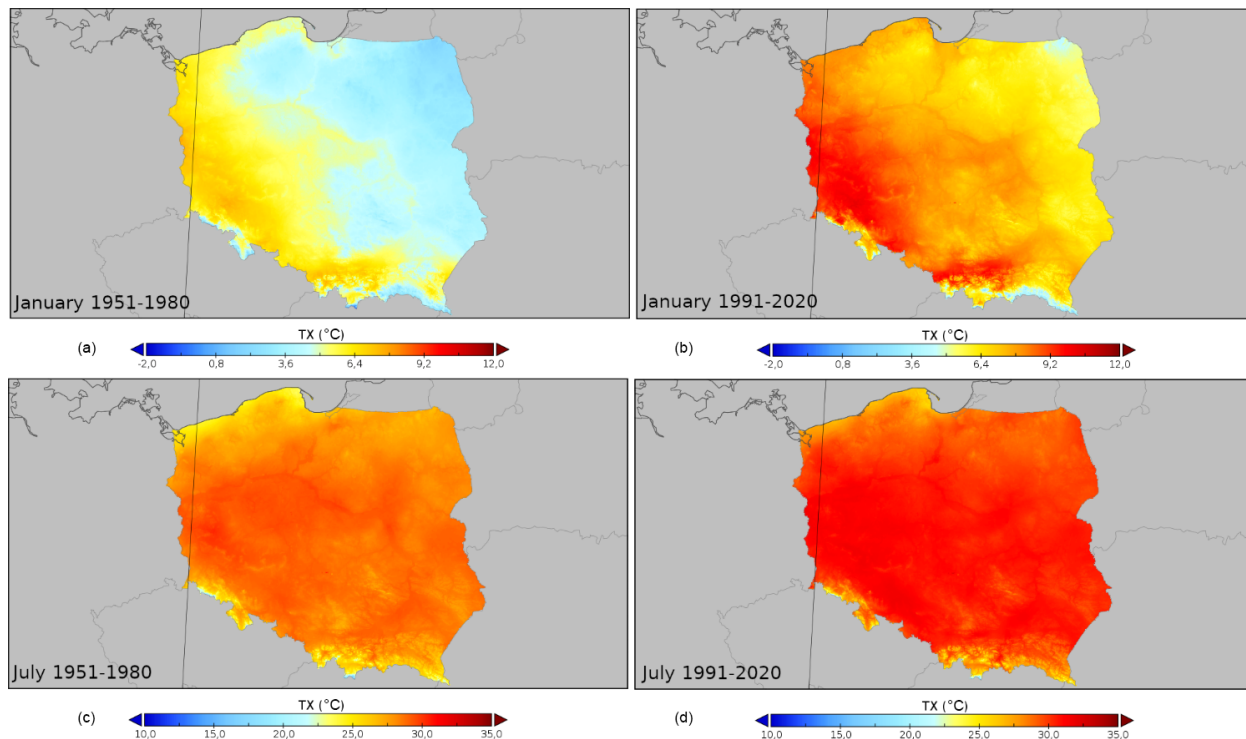 January 1951-1980
January 1991-2020
TX (°C)
TX (°C)
(a)
-2,0 0,8 3,6 6,4 9,2 12,0
(b)
-2,0 0,8 3,6 6,4 9,2 12,0
July 1951-1980
July 1991-2020
TX (°C)
TX (°C)
(c)
10,0 15,0 20,0 25,0 30,0 35,0
(d)
10,0 15,0 20,0 25,0 30,0 35,0